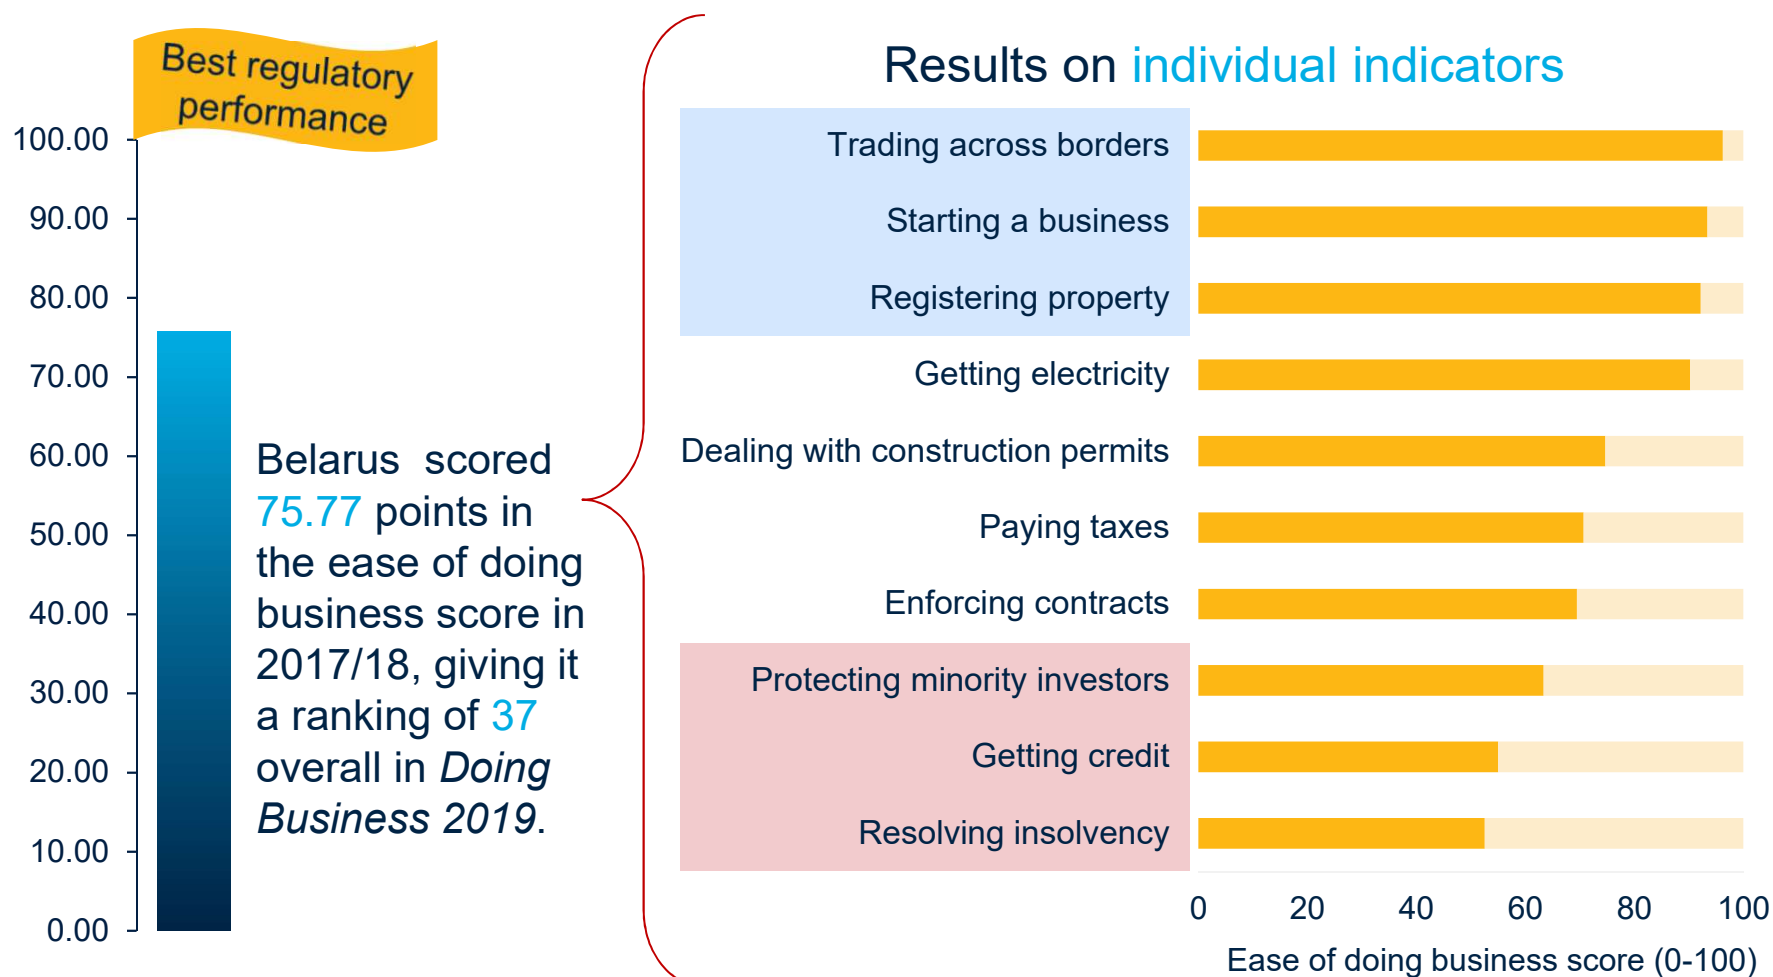 Best regulatory
performance
100.00
90.00
80.00
70.00
60.00
50.00
40.00
30.00
20.00
10.00
0.00
Belarus scored
75.77 points in
the ease of doing
business score in
2017/18, giving it
a ranking of 37
overall in Doing
Business 2019.
Results on individual indicators
Trading across borders
Starting a business
Registering property
Getting electricity
Dealing with construction permits
Paying taxes
Enforcing contracts
Protecting minority investors
Getting credit
Resolving insolvency
0 20 40 60 80 100
Ease of doing business score (0-100)